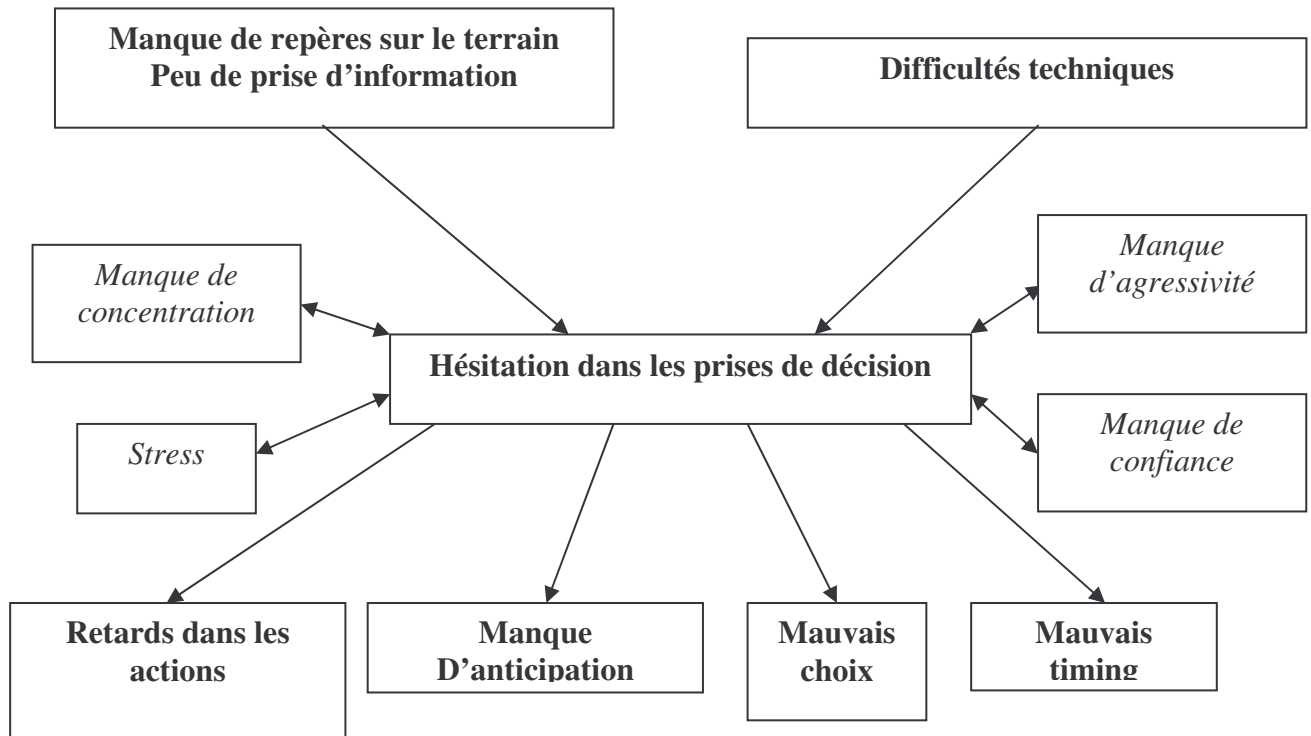 Manque de repères sur le terrain
Peu de prise d’information
Difficultés techniques
Manque de
concentration
Manque
d’agressivité
Hésitation dans les prises de décision
Stress
Manque de
confiance
Retards dans les
actions
Manque
D’anticipation
Mauvais
choix
Mauvais
timing